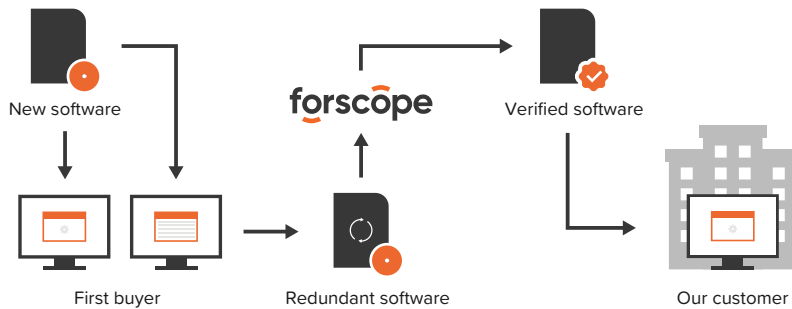 New software
forscope
Verified software
First buyer
Redundant software
Our customer